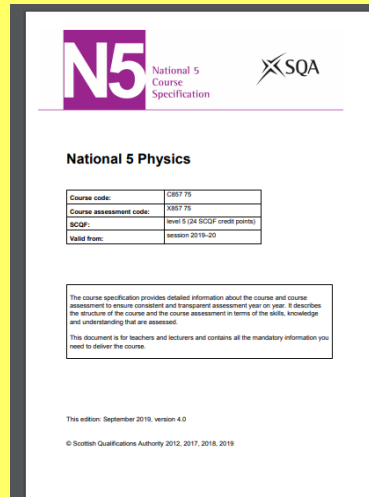 N5
National 5
Course
Specification
SQA
National 5 Physics
Course code: C857 75
Course assessment code: X857 75
SCQF: level 5 (24 SCQF credit points)
Valid from: session 2019–20
The course specification provides detailed information about the course and course
assessment to ensure consistent and transparent assessment year on year. It describes
the structure of the course and the course assessment in terms of the skills, knowledge
and understanding that are assessed.
This document is for teachers and lecturers and contains all the mandatory information you
need to deliver the course.
This edition: September 2019, version 4.0
© Scottish Qualifications Authority 2012, 2017, 2018, 2019